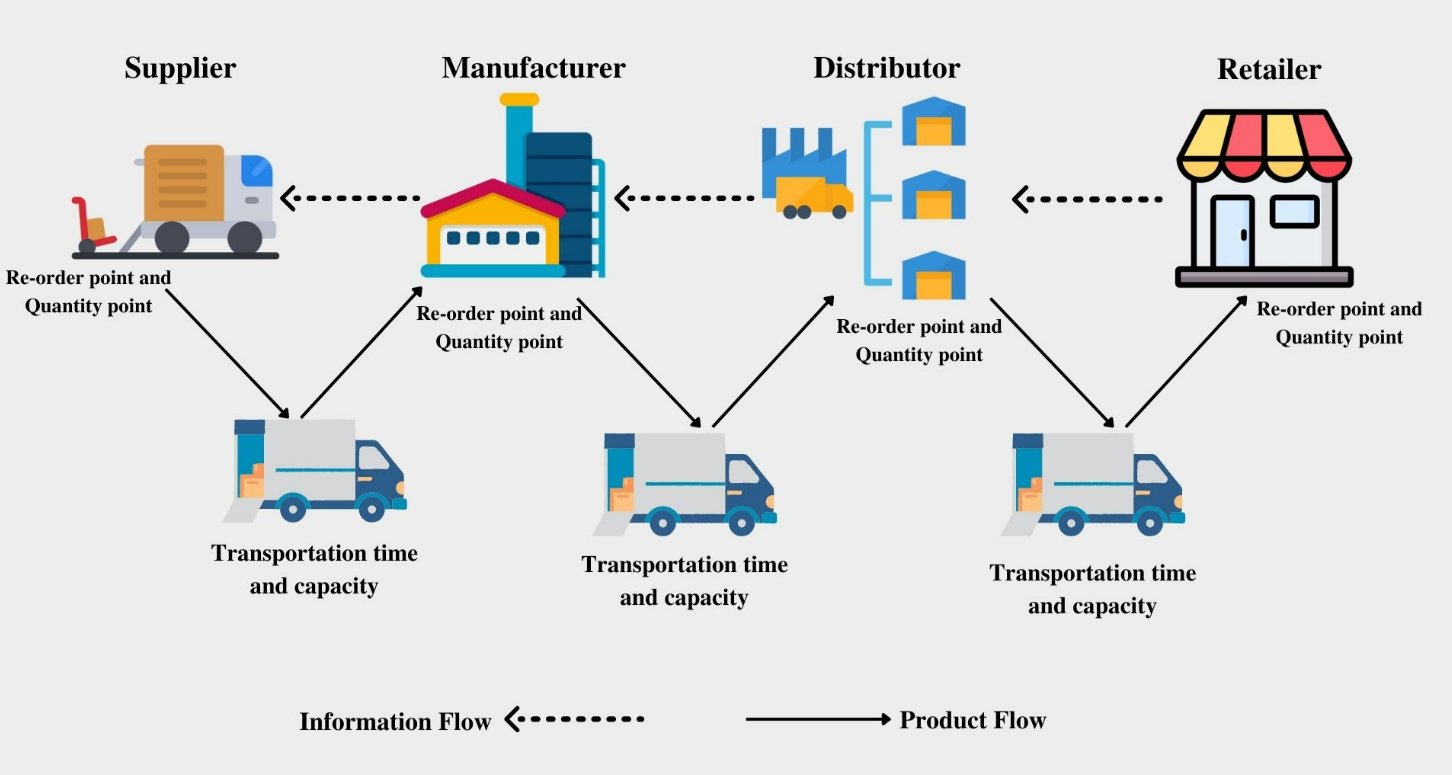 Supplier
Manufacturer
Distributor
Retailer
Re-order point and
Quantity point
Re-order point and
Quantity point
Re-order point and
Quantity point
Re-order point and
Quantity point
Transportation time
and capacity
Transportation time
and capacity
Transportation time
and capacity
Information Flow
Product Flow